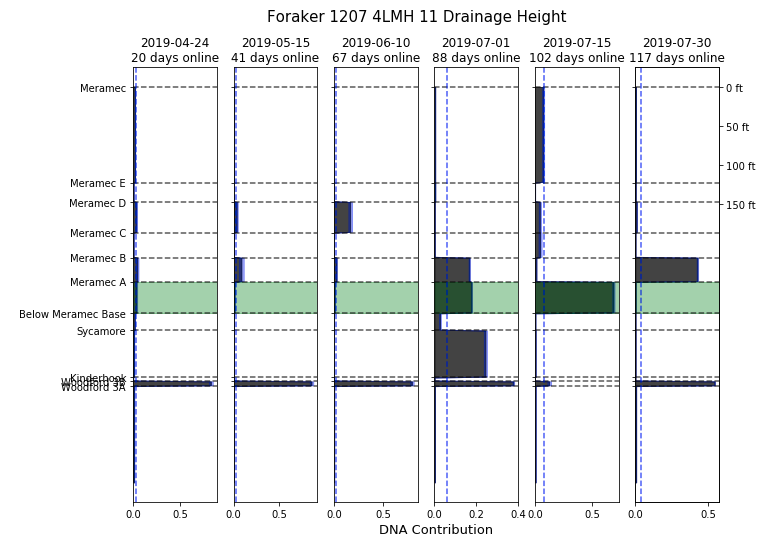 Foraker 1207 4LMH 11 Drainage Height
2019-04-24 2019-05-15 2019-06-10 2019-07-01 2019-07-15 2019-07-30
20 days online 41 days online 67 days online 88 days online 102 days online 117 days online
Meramec 0 ft
50 ft
100 ft
Meramec E
Meramec D 150 ft
Meramec C
Meramec B
Meramec A
Below Meramec Base
Sycamore
Kinderhook
Woodford 3B
Woodford 3A
0.0 0.5 0.0 0.5 0.0 0.5 0.0 0.2 0.4 0.0 0.5 0.0 0.5
DNA Contribution